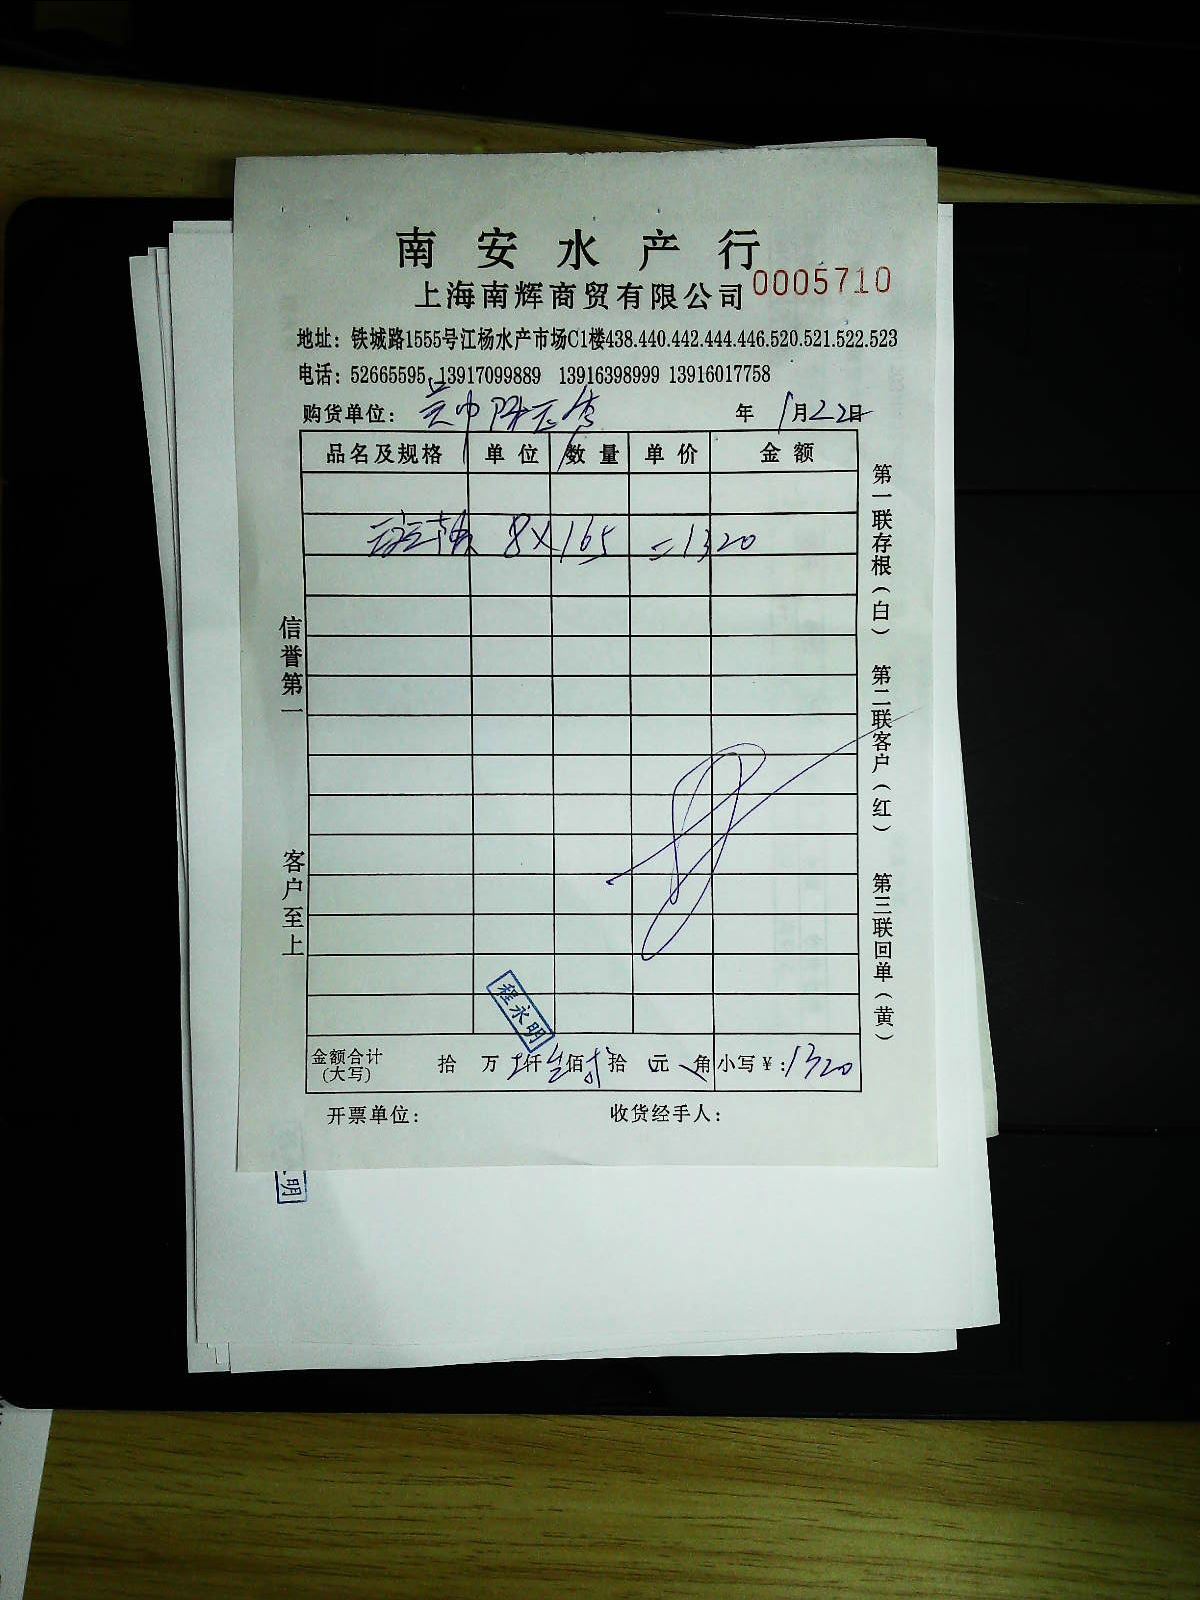 南安水产行
上海南辉商贸有限公司 0005710
地址：铁城路1555号江杨水产市场C1楼438.440.442.444.446.520.521.522.523
电话：52665595 13917099889 13916398999 13916017758
购货单位： 年 1月22日
品名及规格 单位 数量 单价 金额
8×165 =1320
信誉第一
客户至上
第一联存根（白） 第二联客户（红） 第三联回单（黄）
程永明
金额合计(大写) 拾 万 仟 佰 拾 元 角 小写¥：1320
开票单位： 收货经手人：
明